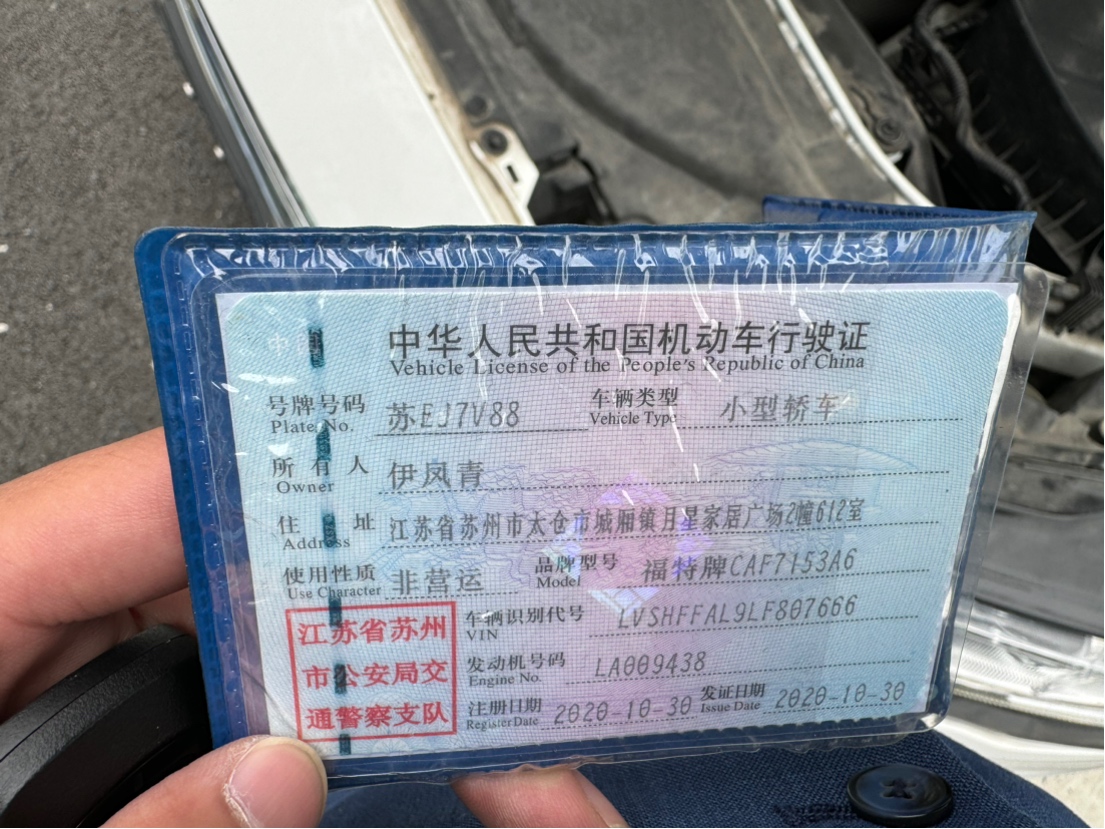 中华人民共和国机动车行驶证
Vehicle License of the People's Republic of China
号牌号码 苏EJ7V88 车辆类型 小型轿车
Plate No. Vehicle Type
所有人 伊凤青
Owner
住址 江苏省苏州市太仓市城厢镇月星家居广场2幢612室
Address
使用性质 非营运 品牌型号 福特牌CAF7153A6
Use Character Model
江苏省苏州 车辆识别代号 LVSHFFAL9LF807666
VIN
市公安局交 发动机号码 LA009438
Engine No.
通警察支队 注册日期 2020-10-30 发证日期 2020-10-30
Register Date Issue Date